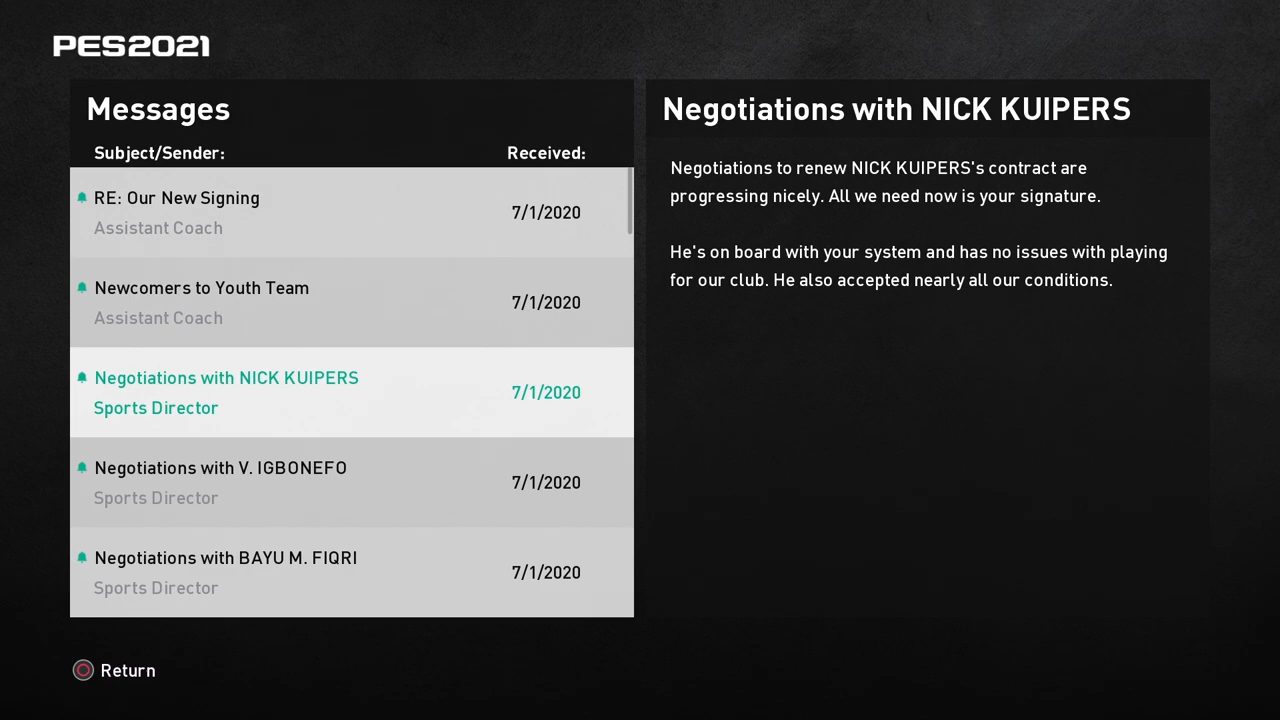 PES2021
Messages
Subject/Sender: Received:
RE: Our New Signing
Assistant Coach
7/1/2020
Newcomers to Youth Team
Assistant Coach
7/1/2020
Negotiations with NICK KUIPERS
Sports Director
7/1/2020
Negotiations with V. IGBONEFO
Sports Director
7/1/2020
Negotiations with BAYU M. FIQRI
Sports Director
7/1/2020
Negotiations with NICK KUIPERS
Negotiations to renew NICK KUIPERS's contract are
progressing nicely. All we need now is your signature.
He's on board with your system and has no issues with playing
for our club. He also accepted nearly all our conditions.
Return